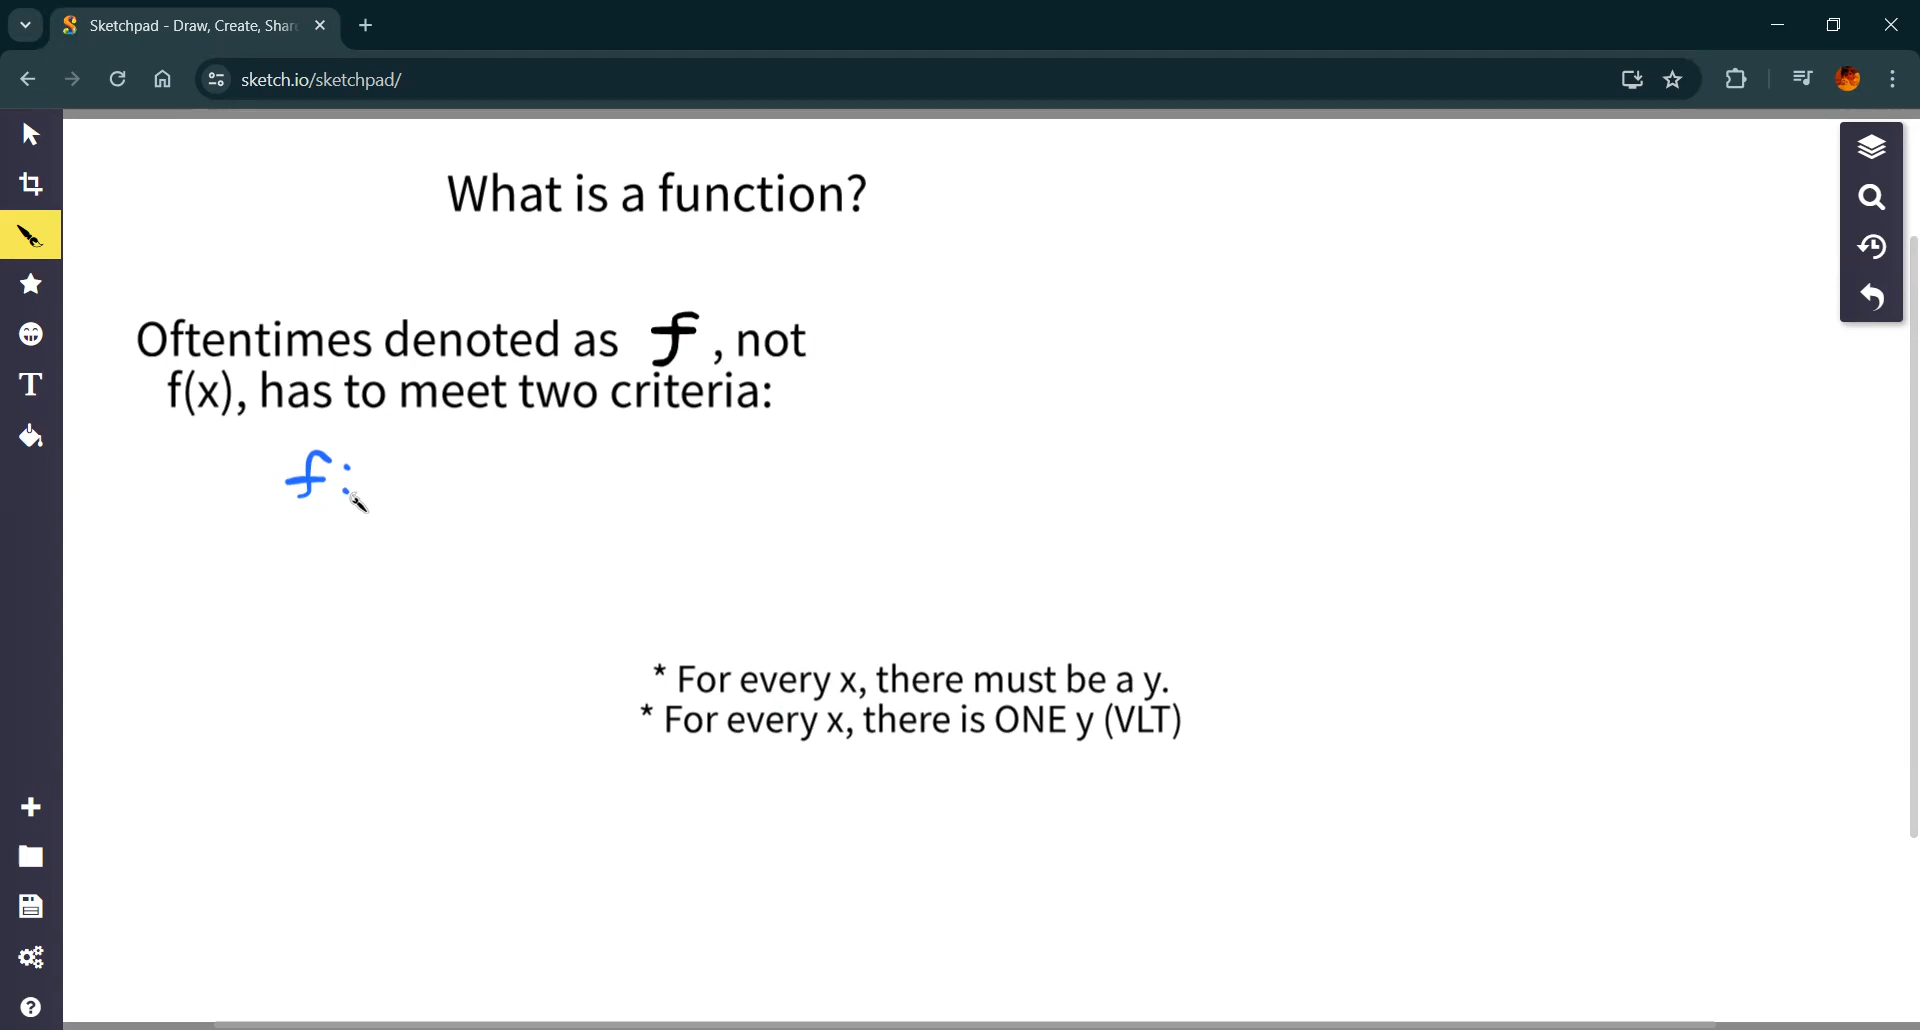 Sketchpad - Draw, Create, Shar
sketch.io/sketchpad/
What is a function?
Oftentimes denoted as f, not
f(x), has to meet two criteria:
f:
* For every x, there must be a y.
* For every x, there is ONE y (VLT)